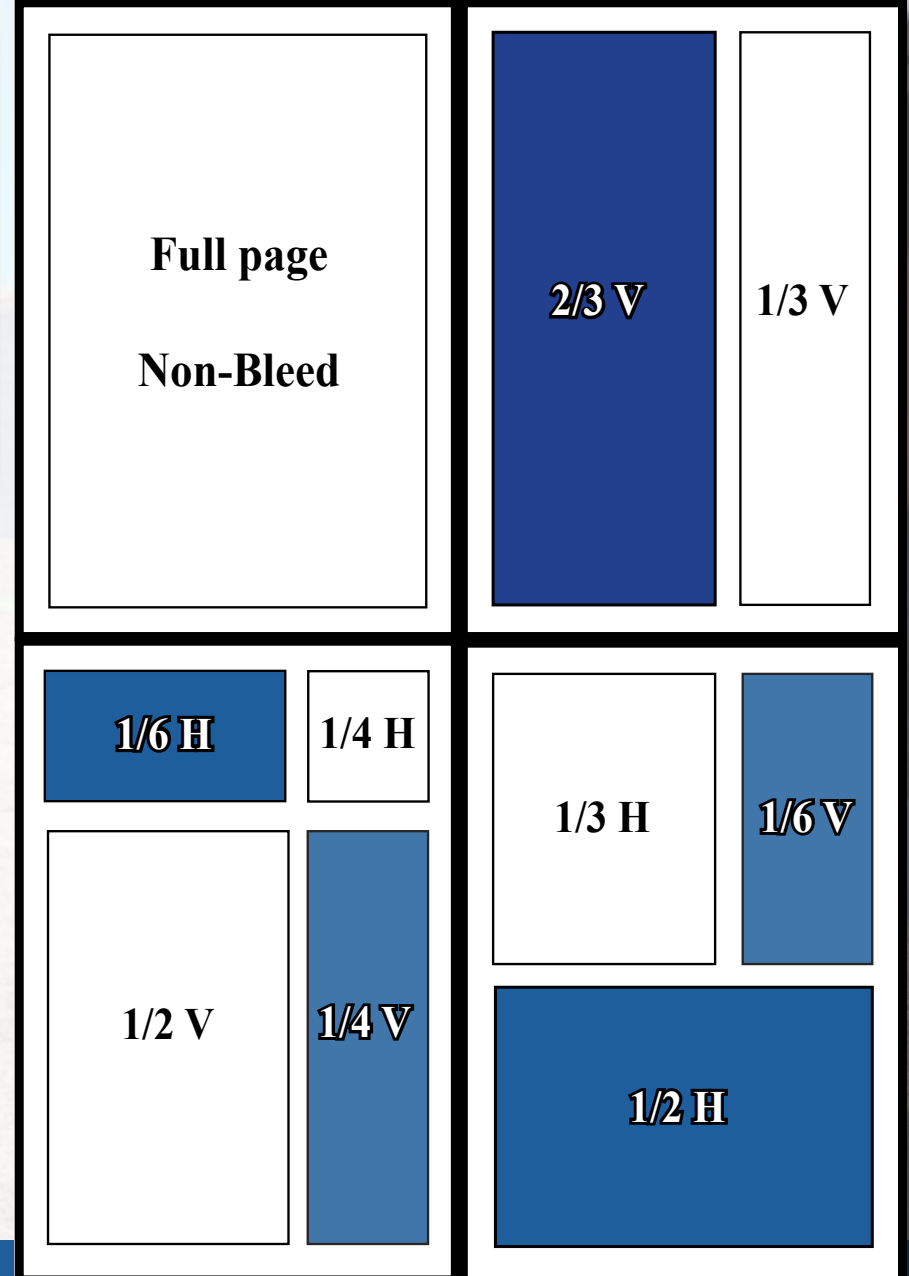 Full page
Non-Bleed
2/3 V
1/3 V
1/6 H
1/4 H
1/2 V
1/4 V
1/3 H
1/6 V
1/2 H